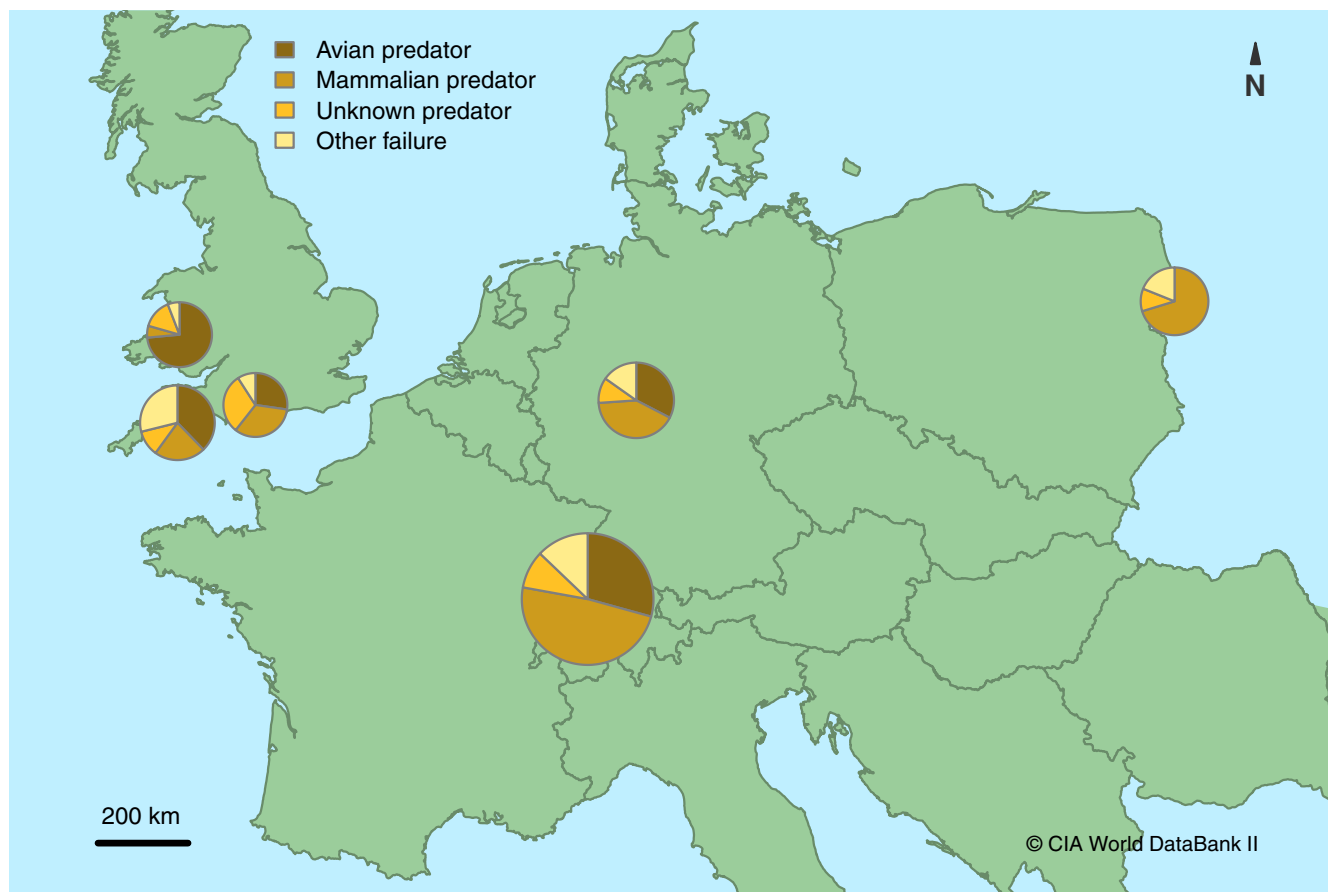 Avian predator
Mammalian predator
Unknown predator
Other failure
N
200 km
© CIA World DataBank II